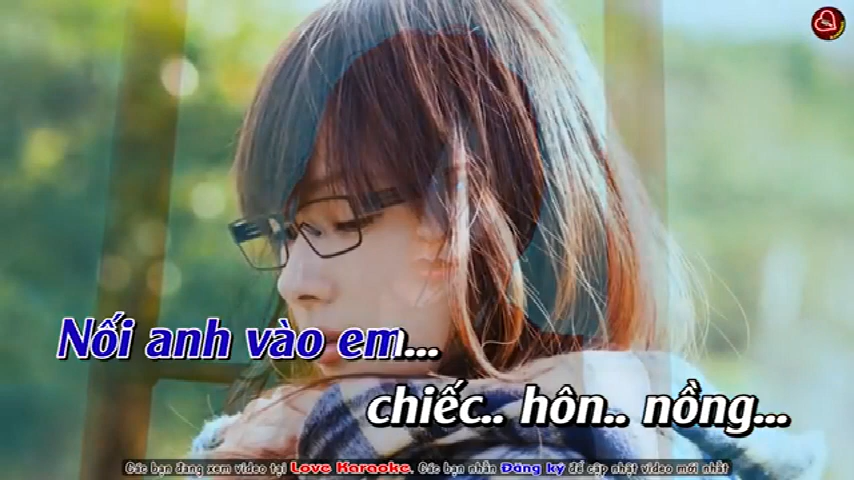 Nối anh vào em...
chiếc.. hôn.. nồng...
Các bạn đang xem video tại Love Karaoke. Các bạn nhấn Đăng ký để cập nhật video mới nhất